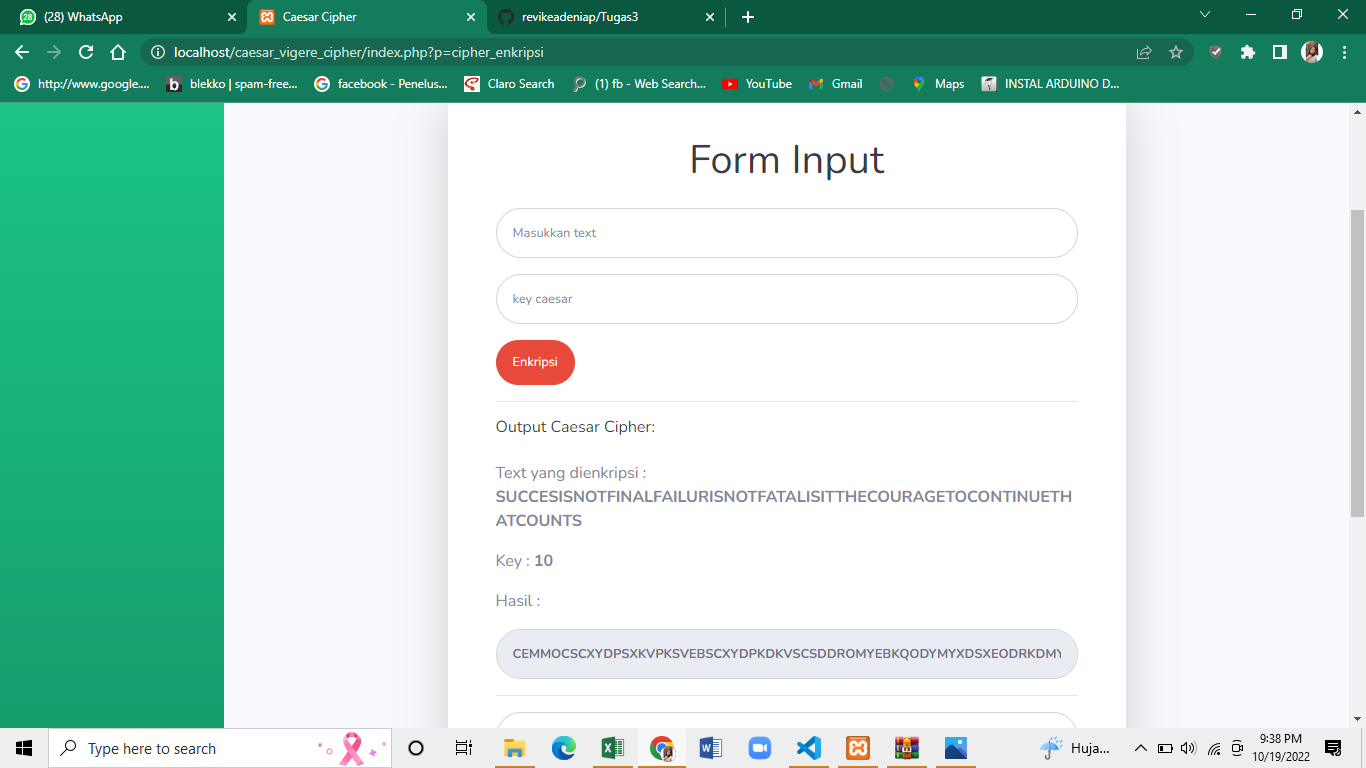 (28) WhatsApp
Caesar Cipher
revikeadeniap/Tugas3
localhost/caesar_vigere_cipher/index.php?p=cipher_enkripsi
http://www.google....
blekko | spam-free...
facebook - Penelus...
Claro Search
(1) fb - Web Search...
YouTube
Gmail
Maps
INSTAL ARDUINO D...
Form Input
Masukkan text
key caesar
Enkripsi
Output Caesar Cipher:
Text yang dienkripsi :
SUCCESISNOTFINALFAILURISNOTFATALISITTHECOURAGETOCONTINUETH
ATCOUNTS
Key : 10
Hasil :
CEMMOCSCXYDPSXKVPKSVEBSCXYDPKDKVSCSDDROMYEBKQODYMYXDSXEODRKDMY
Type here to search
Huja...
9:38 PM
10/19/2022